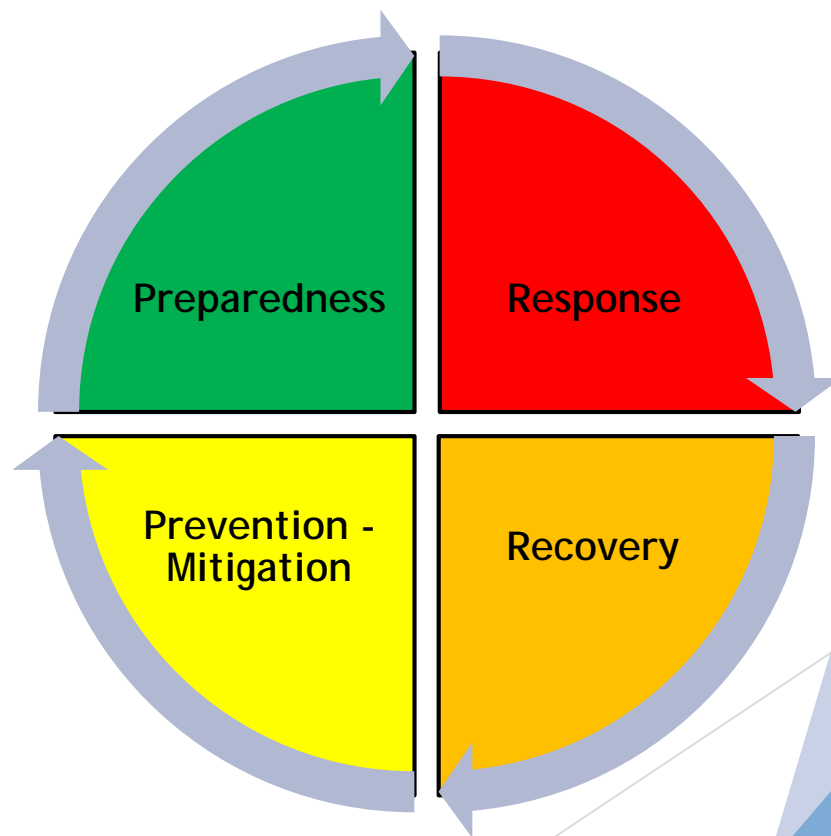 Preparedness
Response
Prevention -
Mitigation
Recovery